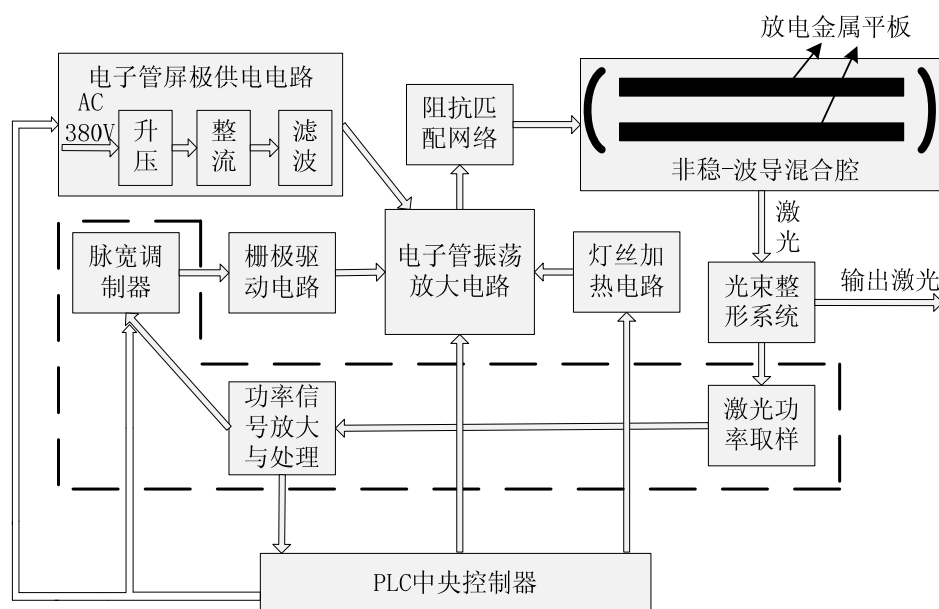 放电金属平板
电子管屏极供电电路
AC
380V
升
压
整
流
滤
波
阻抗匹
配网络
非稳-波导混合腔
激
光
脉宽调
制器
栅极驱
动电路
电子管振荡
放大电路
灯丝加
热电路
光束整
形系统
输出激光
功率信
号放大
与处理
激光功
率取样
PLC中央控制器